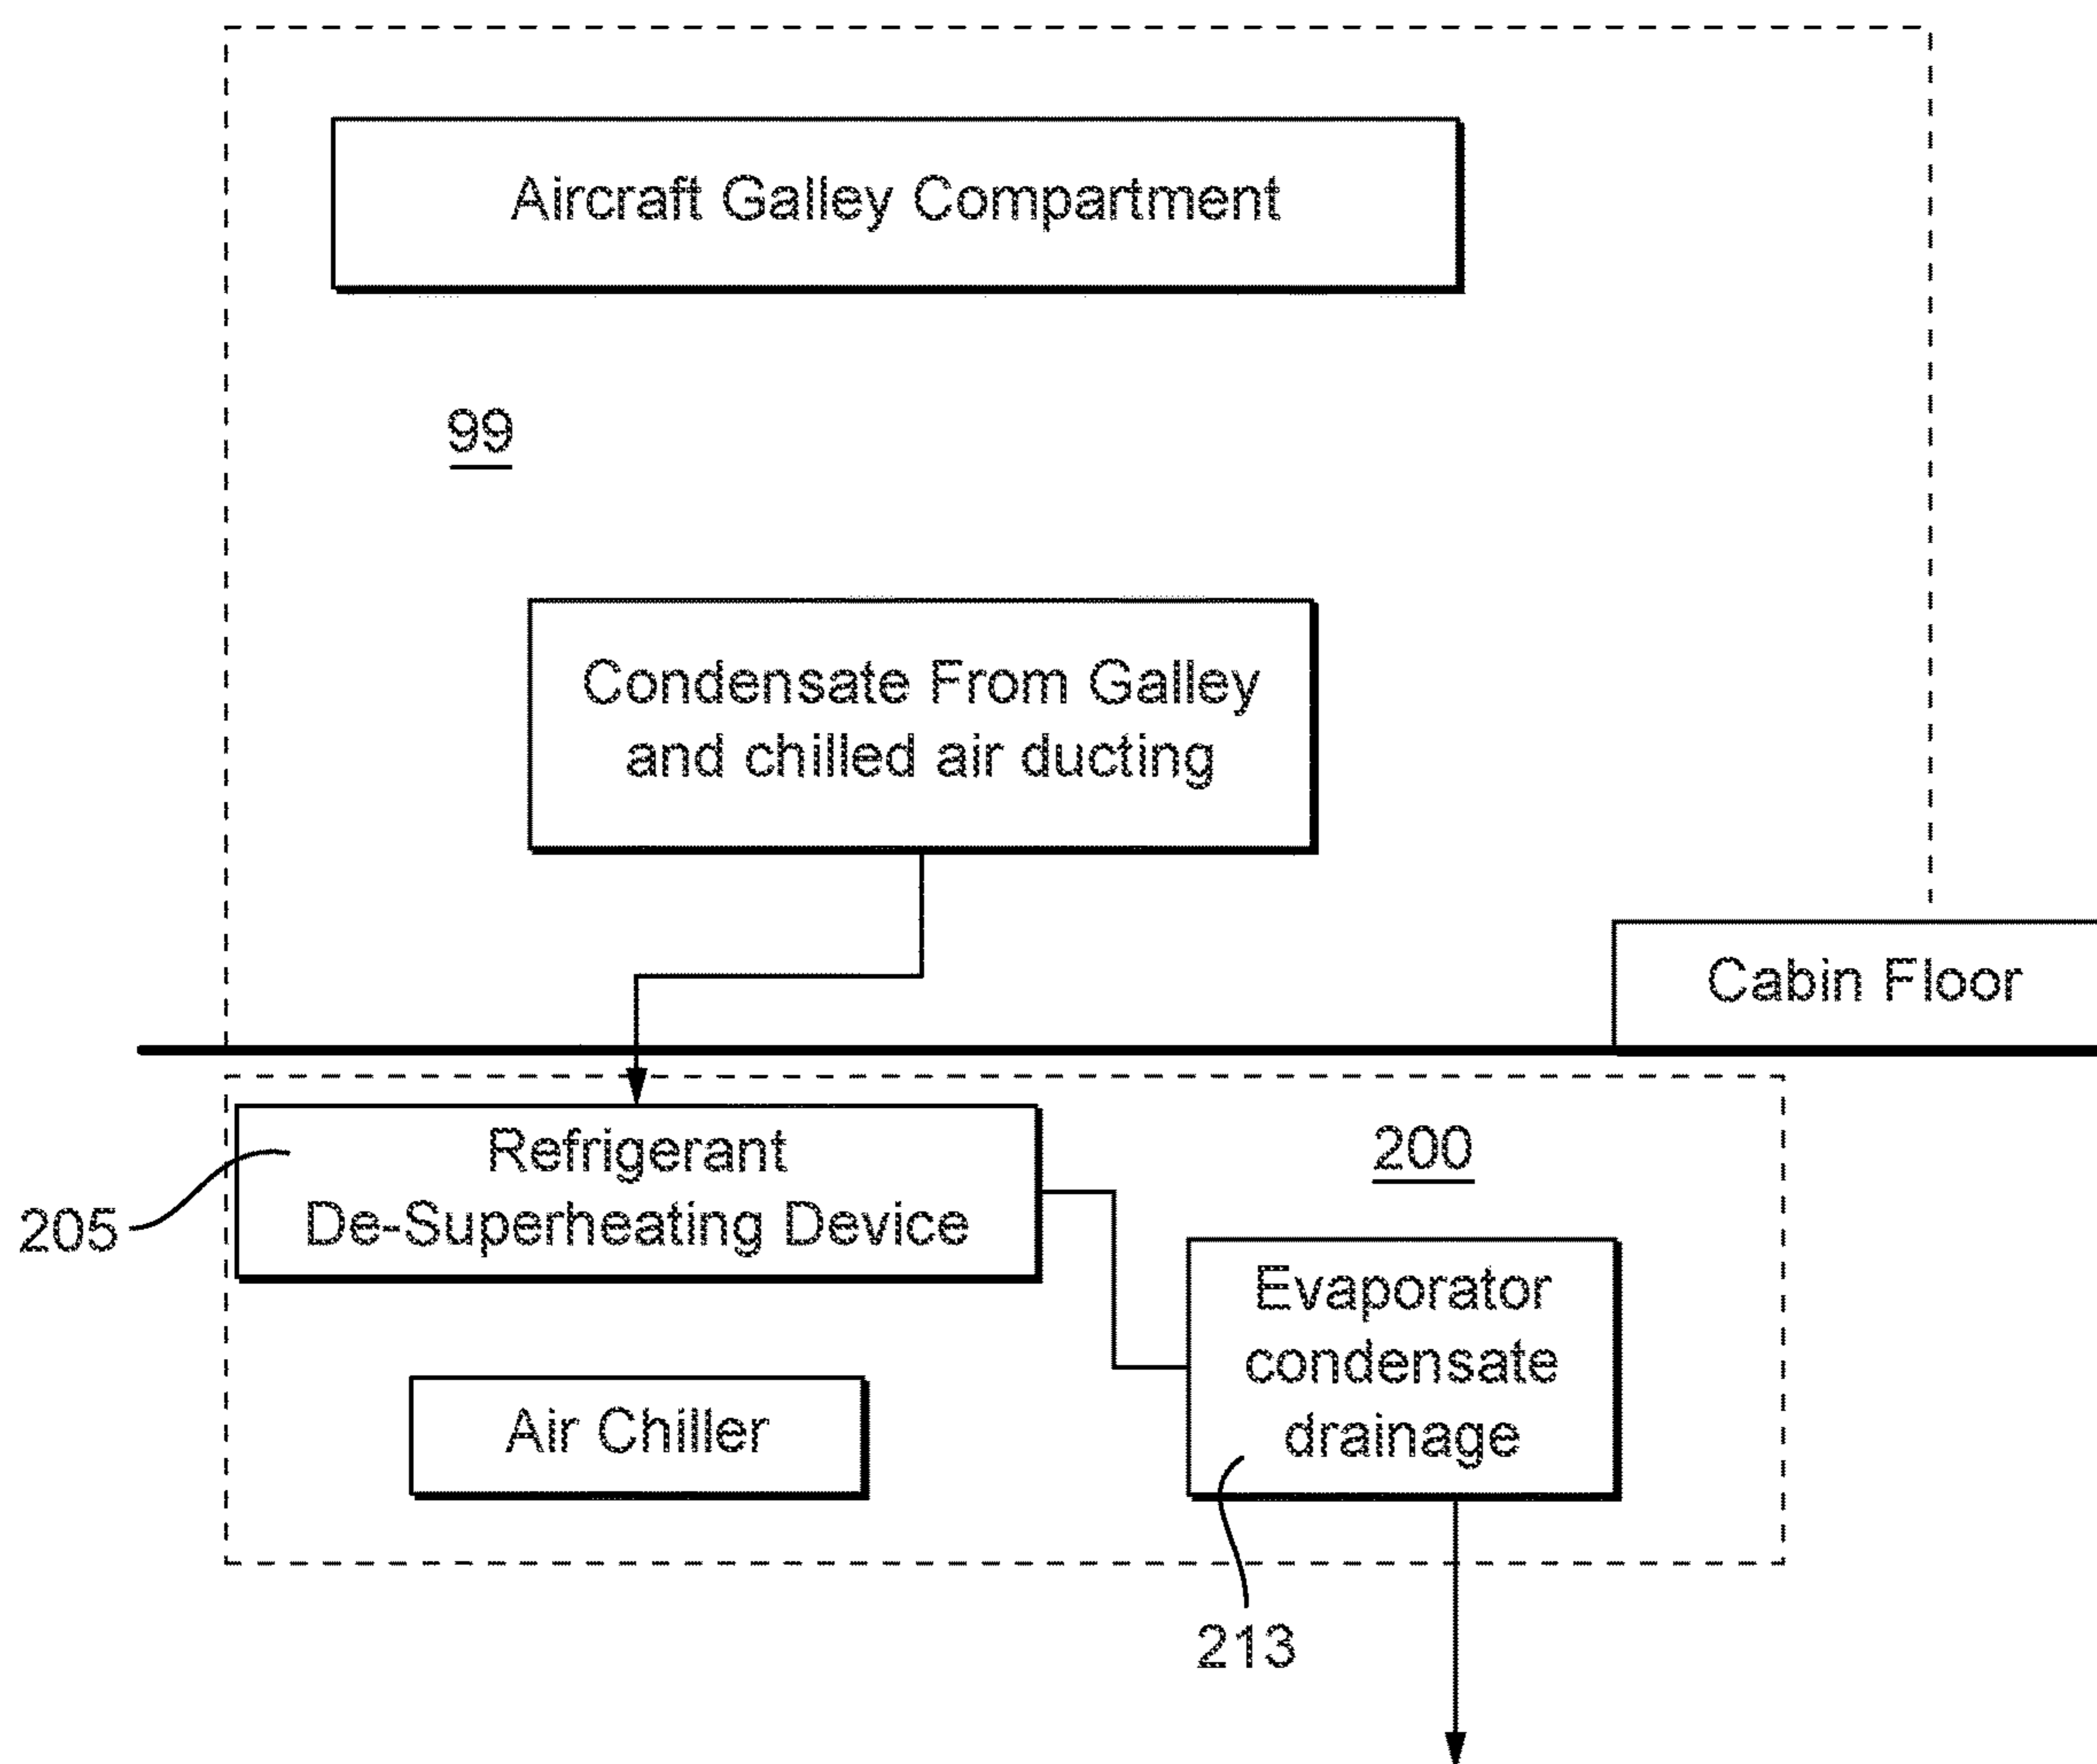 Aircraft Galley Compartment
99
Condensate From Galley
and chilled air ducting
Cabin Floor
205
Refrigerant
De-Superheating Device
200
Evaporator
condensate
drainage
Air Chiller
213